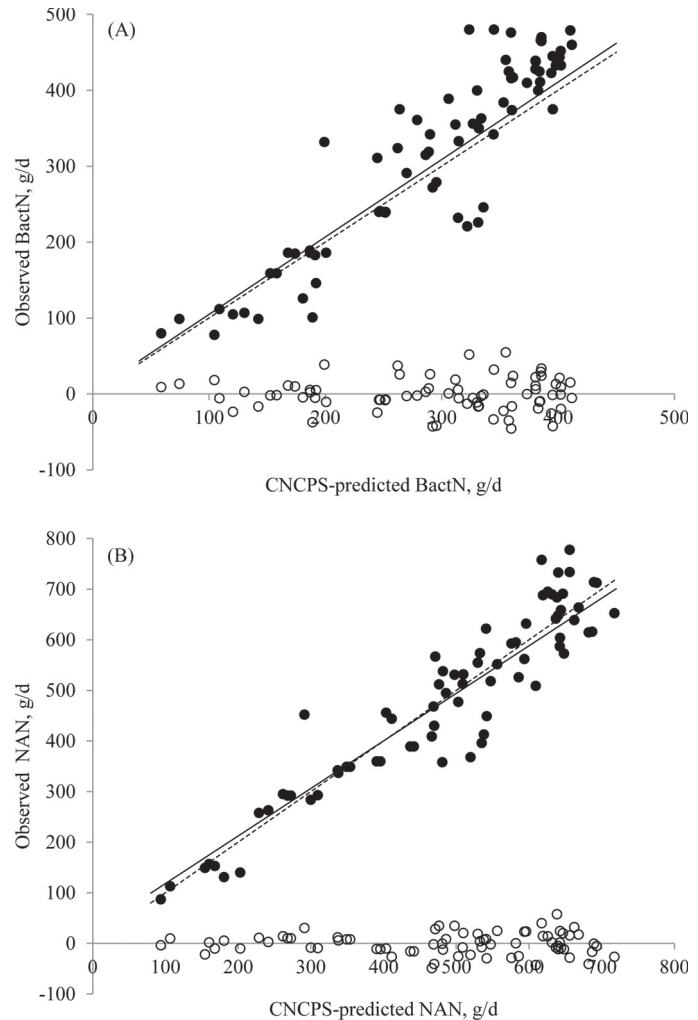 (A)
Observed BactN, g/d
500
400
300
200
100
0
-100
0 100 200 300 400 500
CNCPS-predicted BactN, g/d
(B)
Observed NAN, g/d
800
700
600
500
400
300
200
100
0
-100
0 100 200 300 400 500 600 700 800
CNCPS-predicted NAN, g/d